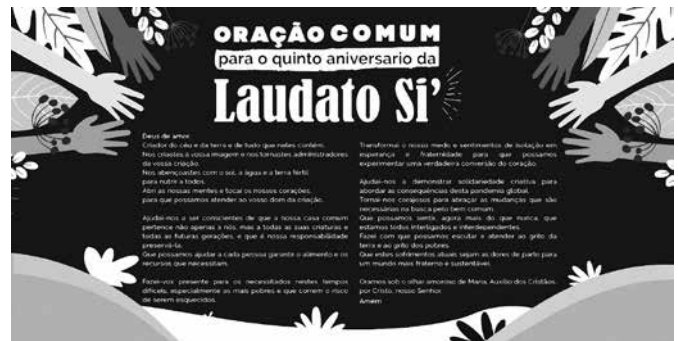 ORAÇÃO COMUM
para o quinto aniversario da
Laudato Si'
Deus de amor
Criador do céu e da terra e de tudo que neles contém.
Nos criastes à vossa imagem e nos tornastes administradores
da vossa criação.
Nos abençoastes com o sol, a água e a terra fértil
para nutrir a todos.
Abri as nossas mentes e tocai os nossos corações,
para que possamos atender ao vosso dom da criação.
Ajudai-nos a ser conscientes de que a nossa casa comum
pertence não apenas a nós, mas a todas as suas criaturas e
todas as futuras gerações, e que é nossa responsabilidade
preservá-la.
Que possamos ajudar a cada pessoa garantir o alimento e os
recursos que necessitam.
Fazei-vos presente para os necessitados nestes tempos
difíceis, especialmente as mais pobres e que correm o risco
de serem esquecidos.
Transformai o nosso medo e sentimentos de isolação em
esperança e fraternidade para que possamos
experimentar uma verdadeira conversão do coração.
Ajudai-nos a demonstrar solidariedade criativa para
abordar as consequências desta pandemia global.
Tornai-nos corajosos para abraçar as mudanças que são
necessárias na busca pelo bem comum.
Que possamos sentir, agora mais do que nunca, que
estamos todos interligados e interdependentes.
Fazei com que possamos escutar e atender ao grito da
terra e ao grito dos pobres.
Que estes sofrimentos atuais sejam as dores de parto para
um mundo mais fraterno e sustentável.
Oramos sob o olhar amoroso de Maria, Auxílio dos Cristãos,
por Cristo, nosso Senhor.
Amém